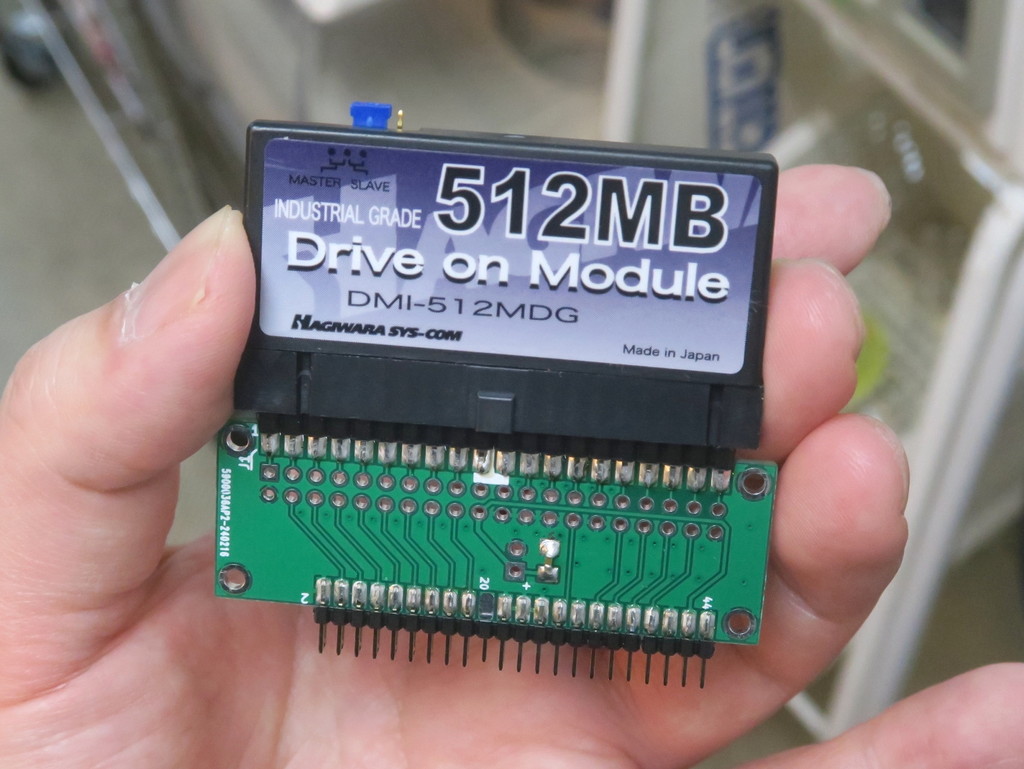 MASTER SLAVE
INDUSTRIAL GRADE
512MB
Drive on Module
DMI-512MDG
HAGIWARA SYS-COM
Made in Japan
1
2
20
+
44